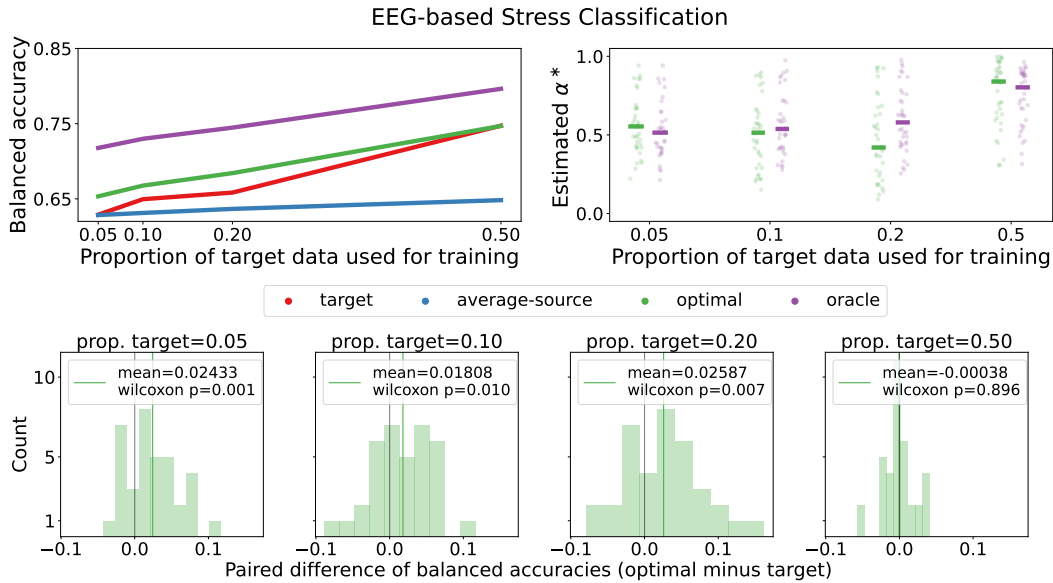 EEG-based Stress Classification
Balanced accuracy
0.85
0.75
0.65
0.05 0.10 0.20 0.50
Proportion of target data used for training
Estimated α*
1.0
0.5
0.0
0.05 0.1 0.2 0.5
Proportion of target data used for training
target average-source optimal oracle
prop. target=0.05
mean=0.02433
wilcoxon p=0.001
prop. target=0.10
mean=0.01808
wilcoxon p=0.010
prop. target=0.20
mean=0.02587
wilcoxon p=0.007
prop. target=0.50
mean=-0.00038
wilcoxon p=0.896
Count
10
5
1
−0.1 0.0 0.1
−0.1 0.0 0.1
−0.1 0.0 0.1
−0.1 0.0 0.1
Paired difference of balanced accuracies (optimal minus target)